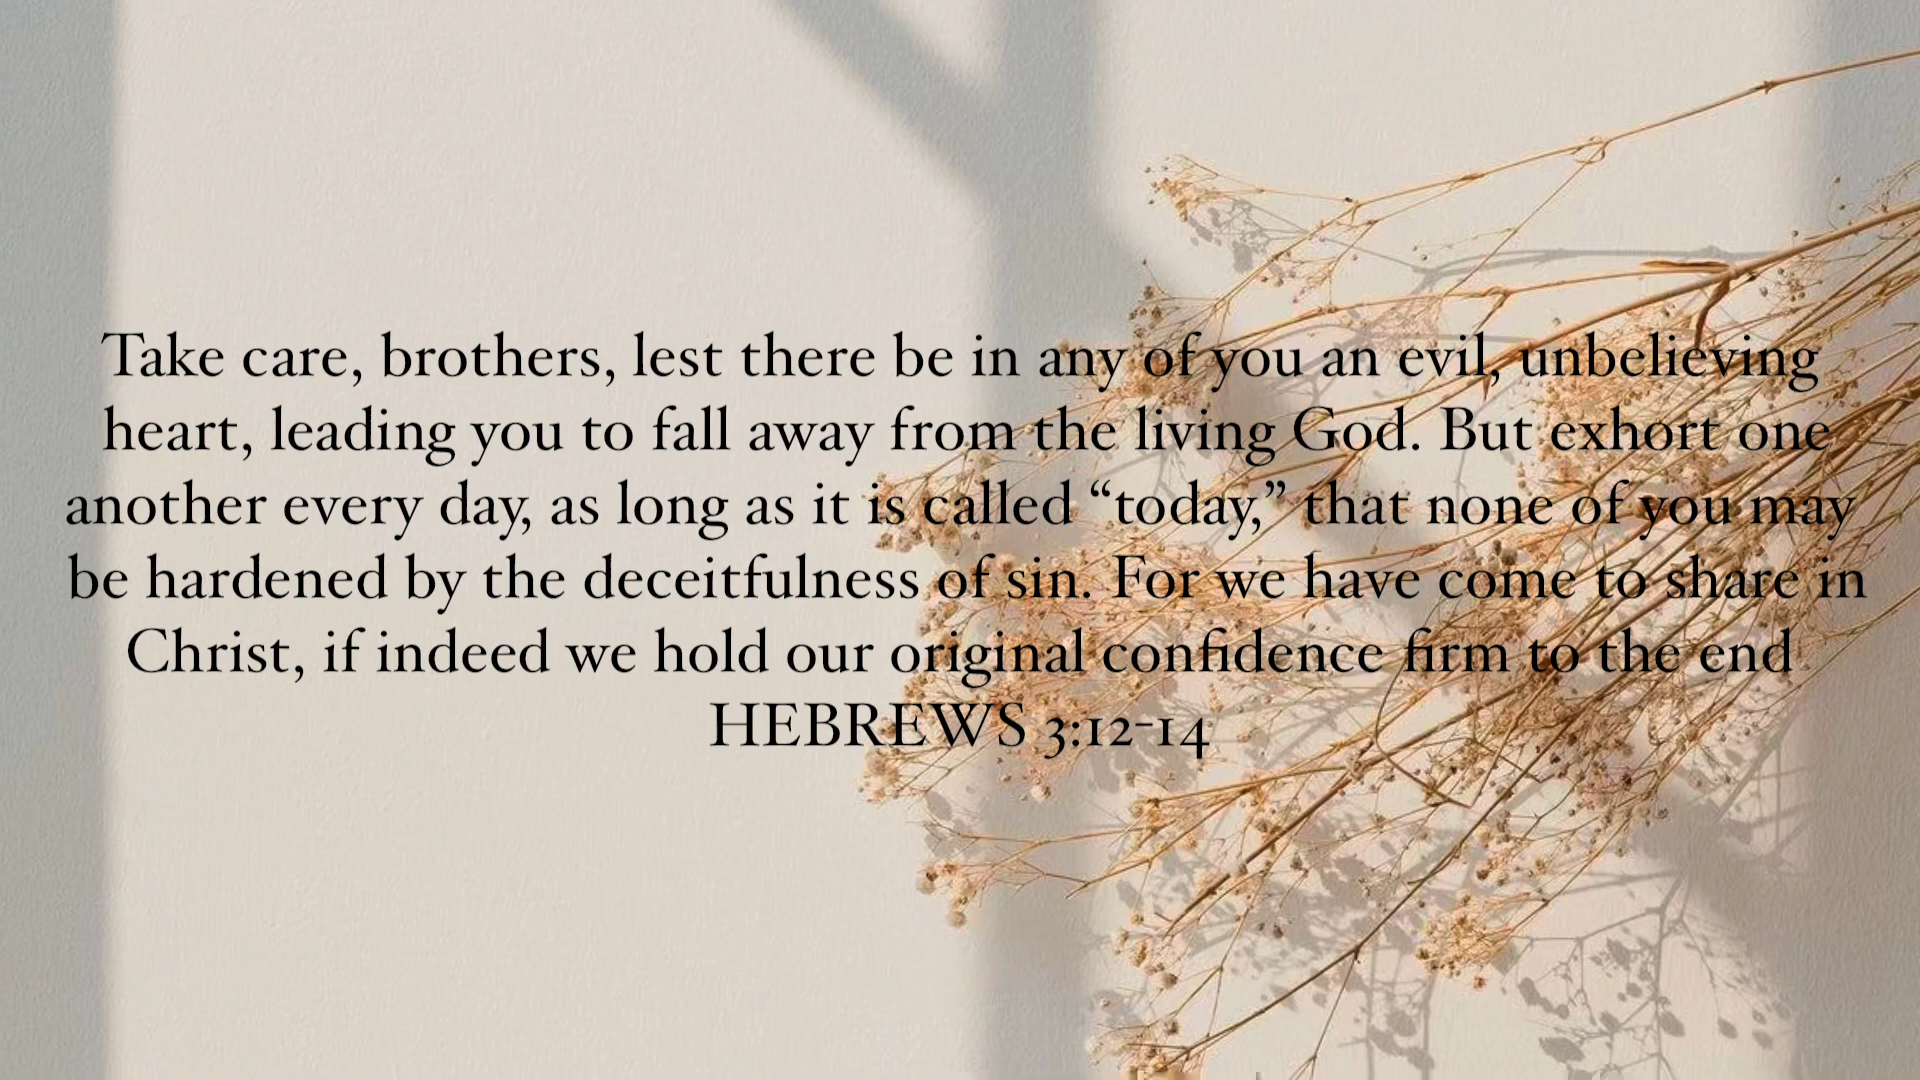 Take care, brothers, lest there be in any of you an evil, unbelieving
heart, leading you to fall away from the living God. But exhort one
another every day, as long as it is called “today,” that none of you may
be hardened by the deceitfulness of sin. For we have come to share in
Christ, if indeed we hold our original confidence firm to the end
HEBREWS 3:12-14